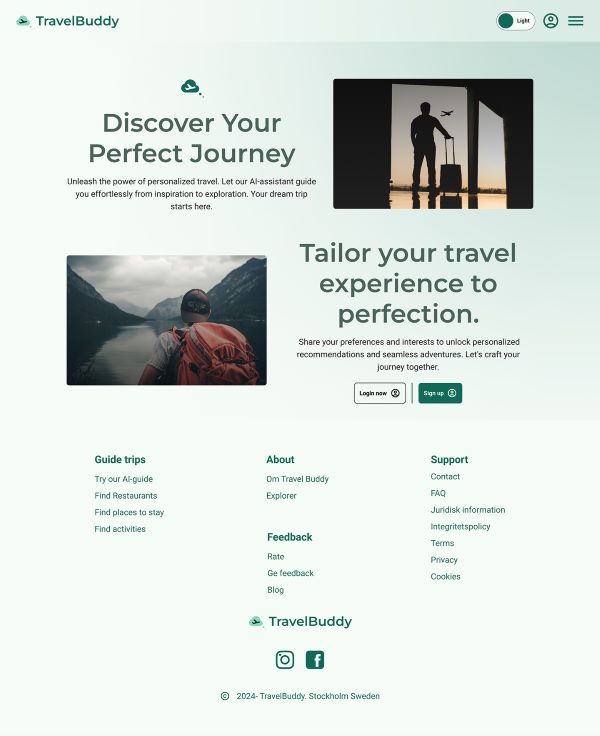 TravelBuddy
Light
Discover Your
Perfect Journey
Unleash the power of personalized travel. Let our AI-assistant guide
you effortlessly from inspiration to exploration. Your dream trip
starts here.
Tailor your travel
experience to
perfection.
Share your preferences and interests to unlock personalized
recommendations and seamless adventures. Let's craft your
journey together.
Login now
Sign up
Guide trips
Try our AI-guide
Find Restaurants
Find places to stay
Find activities
About
Om Travel Buddy
Explorer
Feedback
Rate
Ge feedback
Blog
Support
Contact
FAQ
Juridisk information
Integritetspolicy
Terms
Privacy
Cookies
TravelBuddy
© 2024- TravelBuddy. Stockholm Sweden